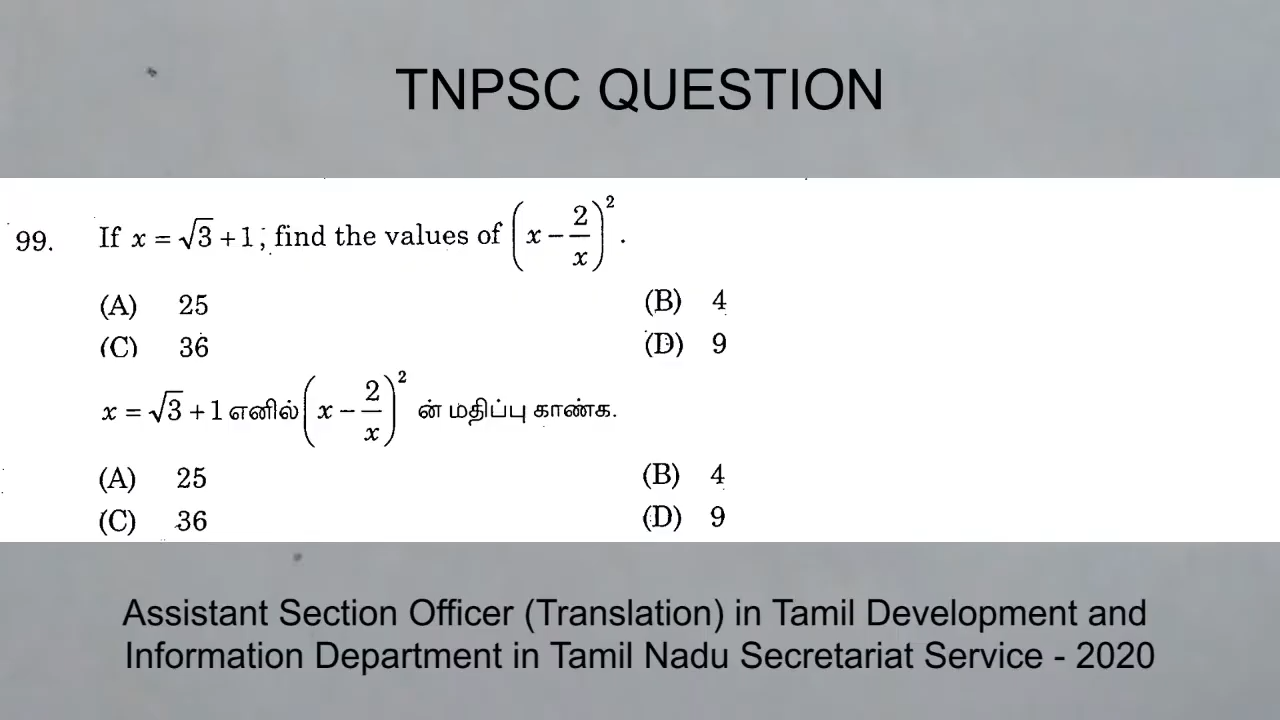 TNPSC QUESTION
99. If x = √3 + 1, find the values of (x − 2/x)².
(A) 25 (B) 4
(C) 36 (D) 9
x = √3 + 1 எனில் (x − 2/x)² ன் மதிப்பு காண்க.
(A) 25 (B) 4
(C) 36 (D) 9
Assistant Section Officer (Translation) in Tamil Development and
Information Department in Tamil Nadu Secretariat Service - 2020